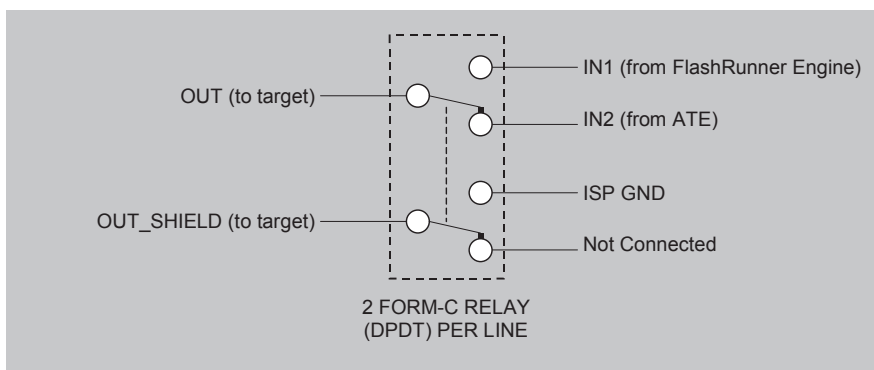 IN1 (from FlashRunner Engine)
OUT (to target)
IN2 (from ATE)
ISP GND
OUT_SHIELD (to target)
Not Connected
2 FORM-C RELAY
(DPDT) PER LINE